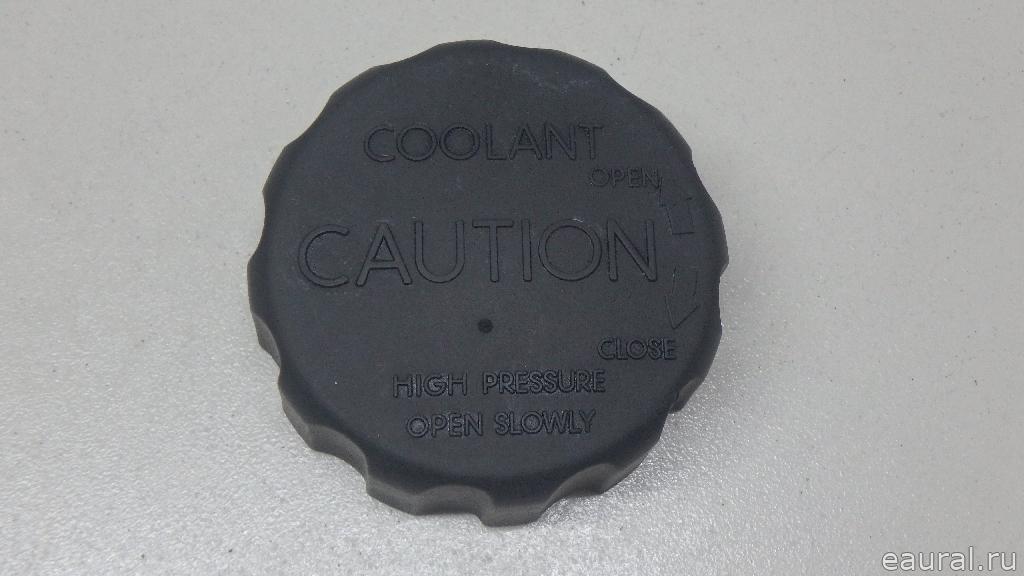 COOLANT
OPEN
CAUTION
CLOSE
HIGH PRESSURE
OPEN SLOWLY
eaural.ru